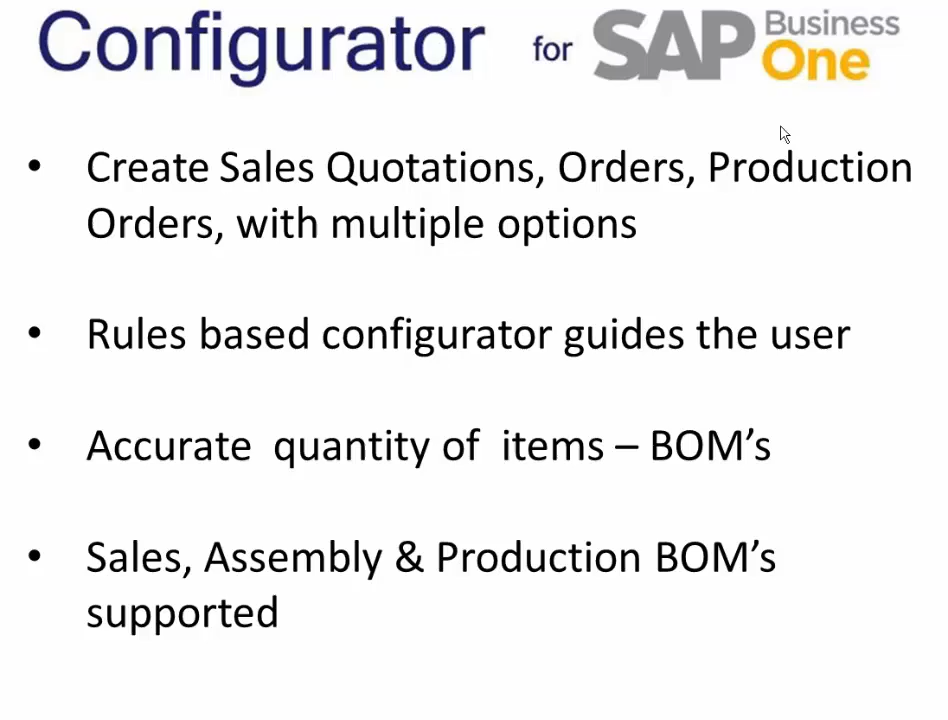 Configurator for SAP Business One
• Create Sales Quotations, Orders, Production
Orders, with multiple options
• Rules based configurator guides the user
• Accurate quantity of items – BOM’s
• Sales, Assembly & Production BOM’s
supported